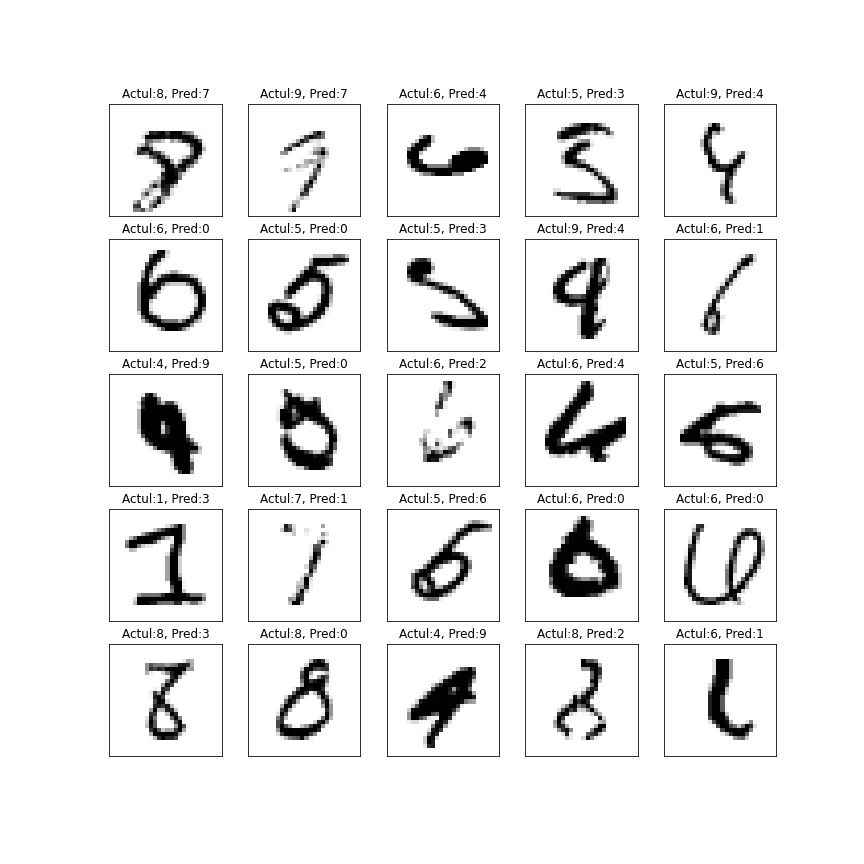 Actul:8, Pred:7 Actul:9, Pred:7 Actul:6, Pred:4 Actul:5, Pred:3 Actul:9, Pred:4
Actul:6, Pred:0 Actul:5, Pred:0 Actul:5, Pred:3 Actul:9, Pred:4 Actul:6, Pred:1
Actul:4, Pred:9 Actul:5, Pred:0 Actul:6, Pred:2 Actul:6, Pred:4 Actul:5, Pred:6
Actul:1, Pred:3 Actul:7, Pred:1 Actul:5, Pred:6 Actul:6, Pred:0 Actul:6, Pred:0
Actul:8, Pred:3 Actul:8, Pred:0 Actul:4, Pred:9 Actul:8, Pred:2 Actul:6, Pred:1